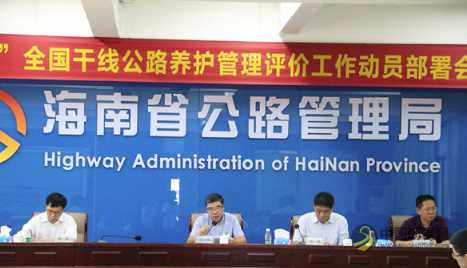 ” 全国干线公路养护管理评价工作动员部署会
海南省公路管理局
Highway Administration of HaiNan Province